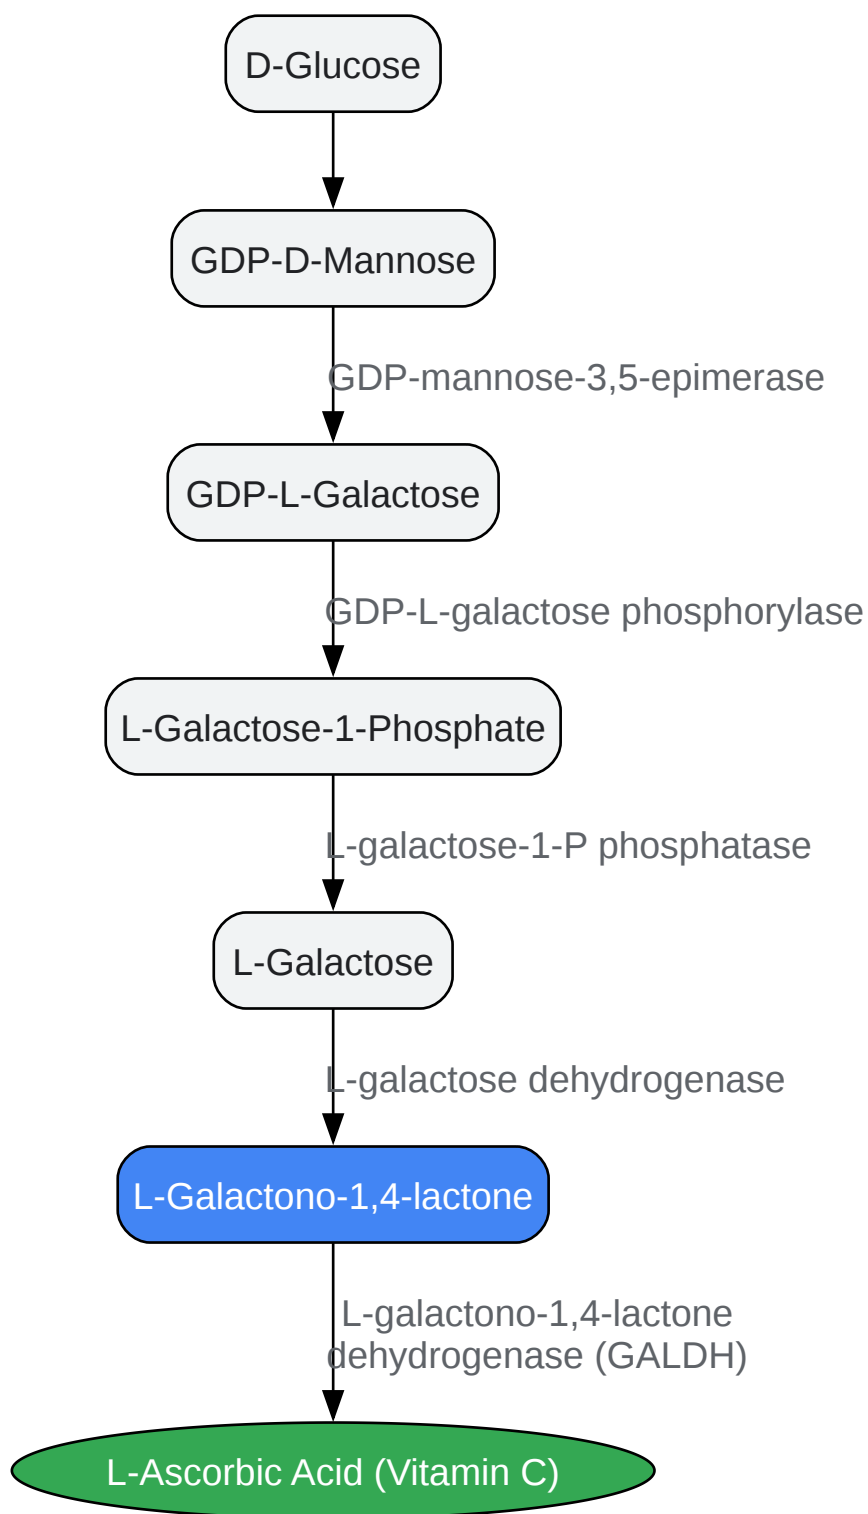 D-Glucose
GDP-D-Mannose
GDP-mannose-3,5-epimerase
GDP-L-Galactose
GDP-L-galactose phosphorylase
L-Galactose-1-Phosphate
L-galactose-1-P phosphatase
L-Galactose
L-galactose dehydrogenase
L-Galactono-1,4-lactone
L-galactono-1,4-lactone
dehydrogenase (GALDH)
L-Ascorbic Acid (Vitamin C)